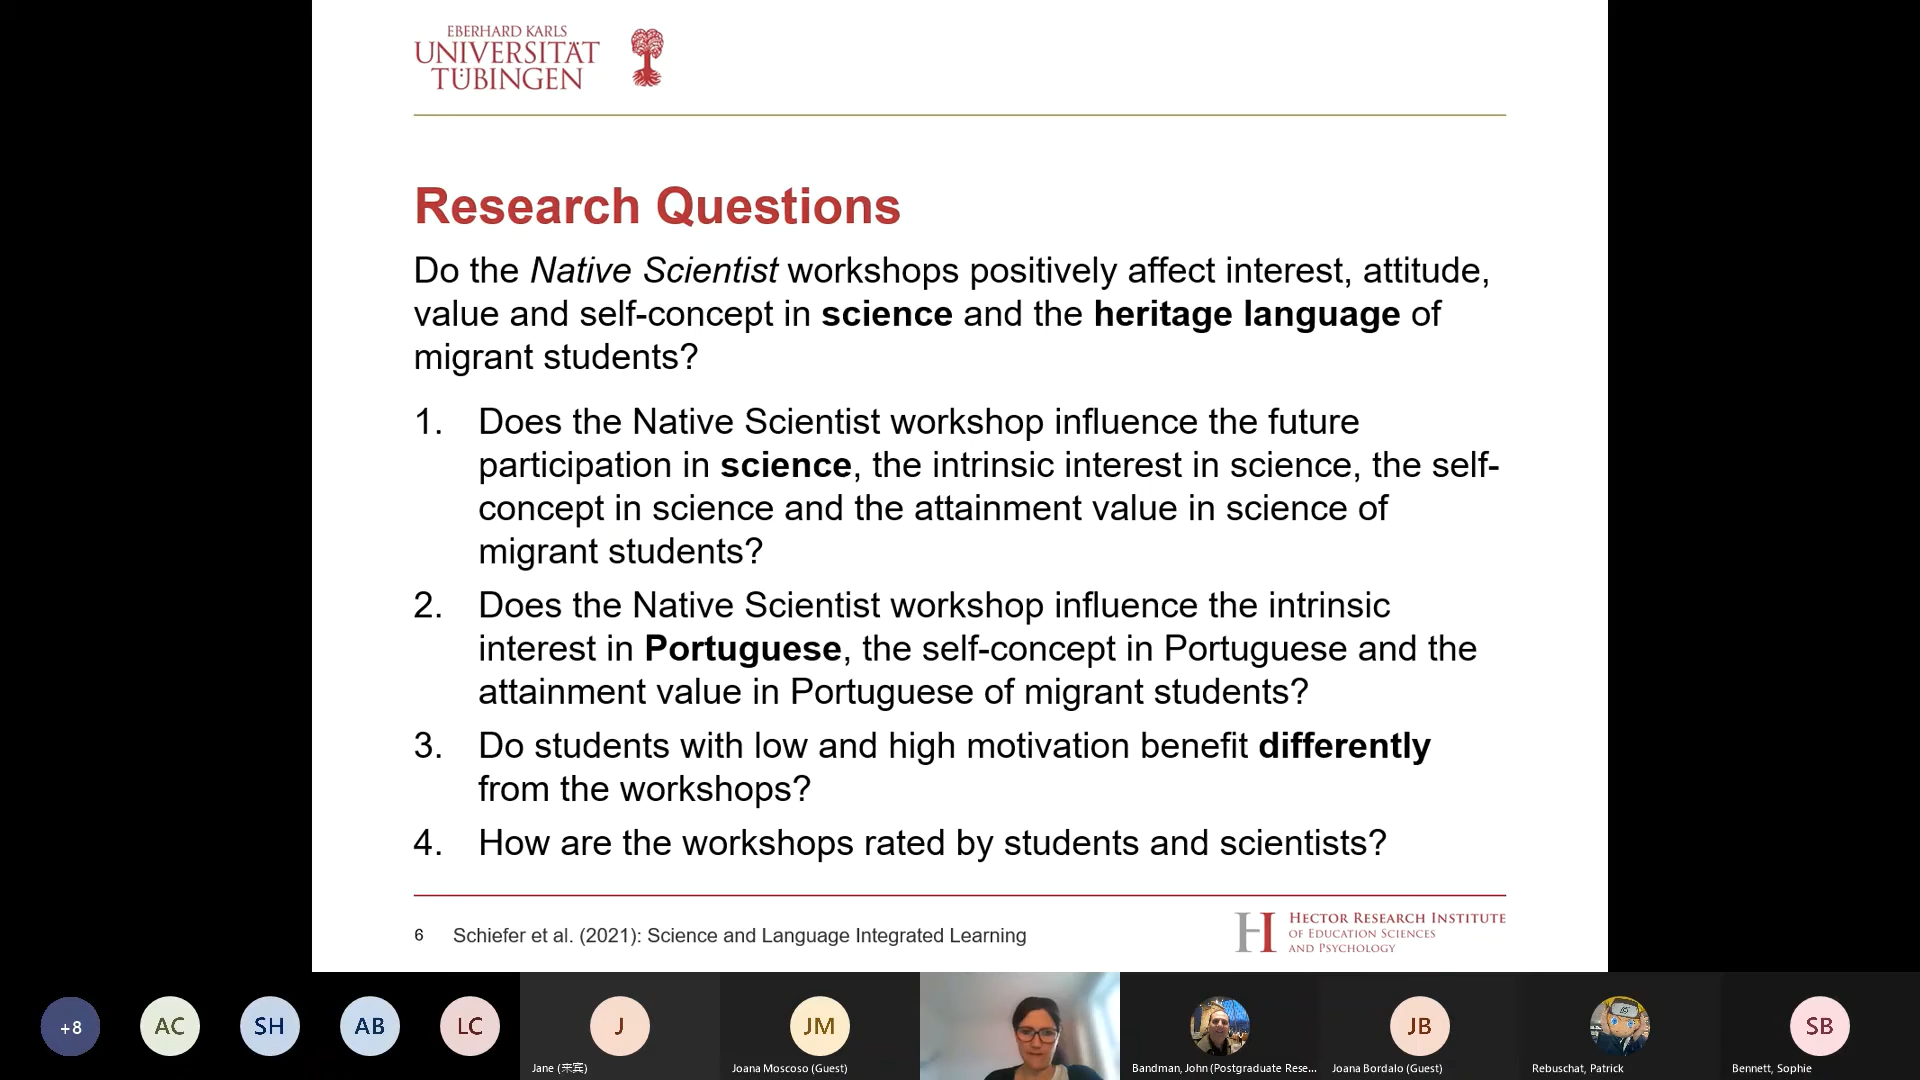 EBERHARD KARLS
UNIVERSITÄT
TÜBINGEN
Research Questions
Do the Native Scientist workshops positively affect interest, attitude,
value and self-concept in science and the heritage language of
migrant students?
1. Does the Native Scientist workshop influence the future
participation in science, the intrinsic interest in science, the self-
concept in science and the attainment value in science of
migrant students?
2. Does the Native Scientist workshop influence the intrinsic
interest in Portuguese, the self-concept in Portuguese and the
attainment value in Portuguese of migrant students?
3. Do students with low and high motivation benefit differently
from the workshops?
4. How are the workshops rated by students and scientists?
6 Schiefer et al. (2021): Science and Language Integrated Learning
H HECTOR RESEARCH INSTITUTE
OF EDUCATION SCIENCES
AND PSYCHOLOGY
+8 AC SH AB LC J JM JB SB
Jane (来宾) Joana Moscoso (Guest) Bandman, John (Postgraduate Rese... Joana Bordalo (Guest) Rebuschat, Patrick Bennett, Sophie